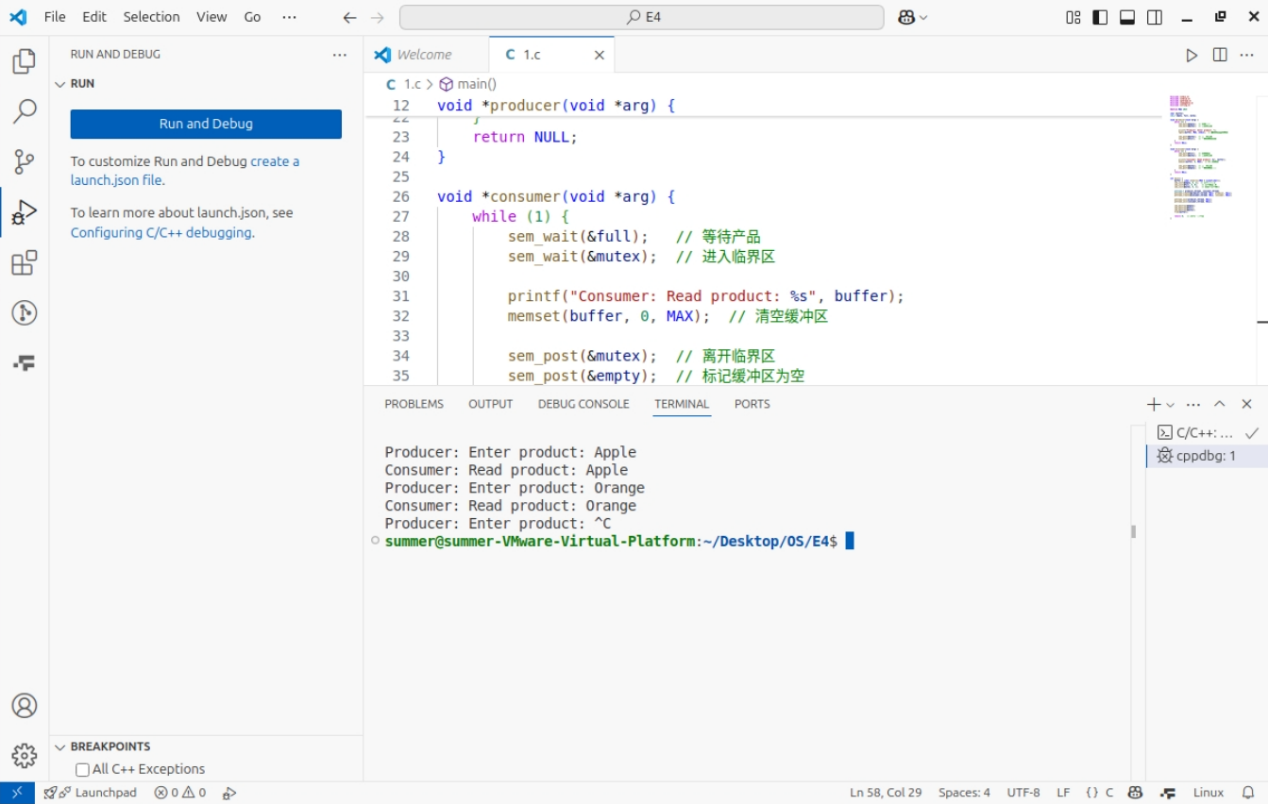 File Edit Selection View Go ··· E4
RUN AND DEBUG ···
RUN
Run and Debug
To customize Run and Debug create a
launch.json file.
To learn more about launch.json, see
Configuring C/C++ debugging.
BREAKPOINTS
All C++ Exceptions
Welcome C 1.c
C 1.c > main()
12 void *producer(void *arg) {
22 }
23 return NULL;
24 }
25
26 void *consumer(void *arg) {
27 while (1) {
28 sem_wait(&full); // 等待产品
29 sem_wait(&mutex); // 进入临界区
30
31 printf("Consumer: Read product: %s", buffer);
32 memset(buffer, 0, MAX); // 清空缓冲区
33
34 sem_post(&mutex); // 离开临界区
35 sem_post(&empty); // 标记缓冲区为空
PROBLEMS OUTPUT DEBUG CONSOLE TERMINAL PORTS
C/C++: ...
cppdbg: 1
Producer: Enter product: Apple
Consumer: Read product: Apple
Producer: Enter product: Orange
Consumer: Read product: Orange
Producer: Enter product: ^C
summer@summer-VMware-Virtual-Platform:~/Desktop/OS/E4$
Launchpad 0 0 Ln 58, Col 29 Spaces: 4 UTF-8 LF {} C Linux